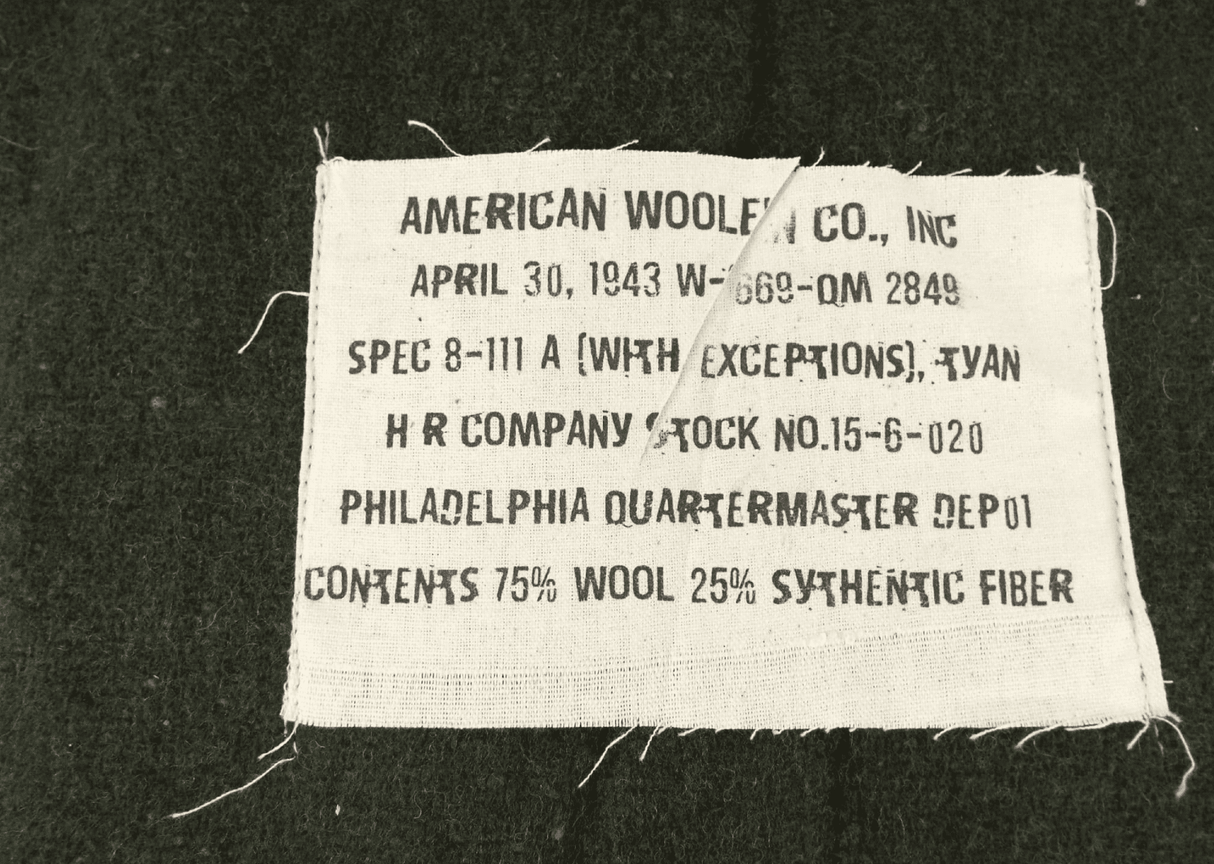 AMERICAN WOOLEN CO., INC
APRIL 30, 1943 W-669-QM 2849
SPEC 8-111 A (WITH EXCEPTIONS), TYAN
H R COMPANY STOCK NO.15-6-020
PHILADELPHIA QUARTERMASTER DEPOT
CONTENTS 75% WOOL 25% SYTHENTIC FIBER